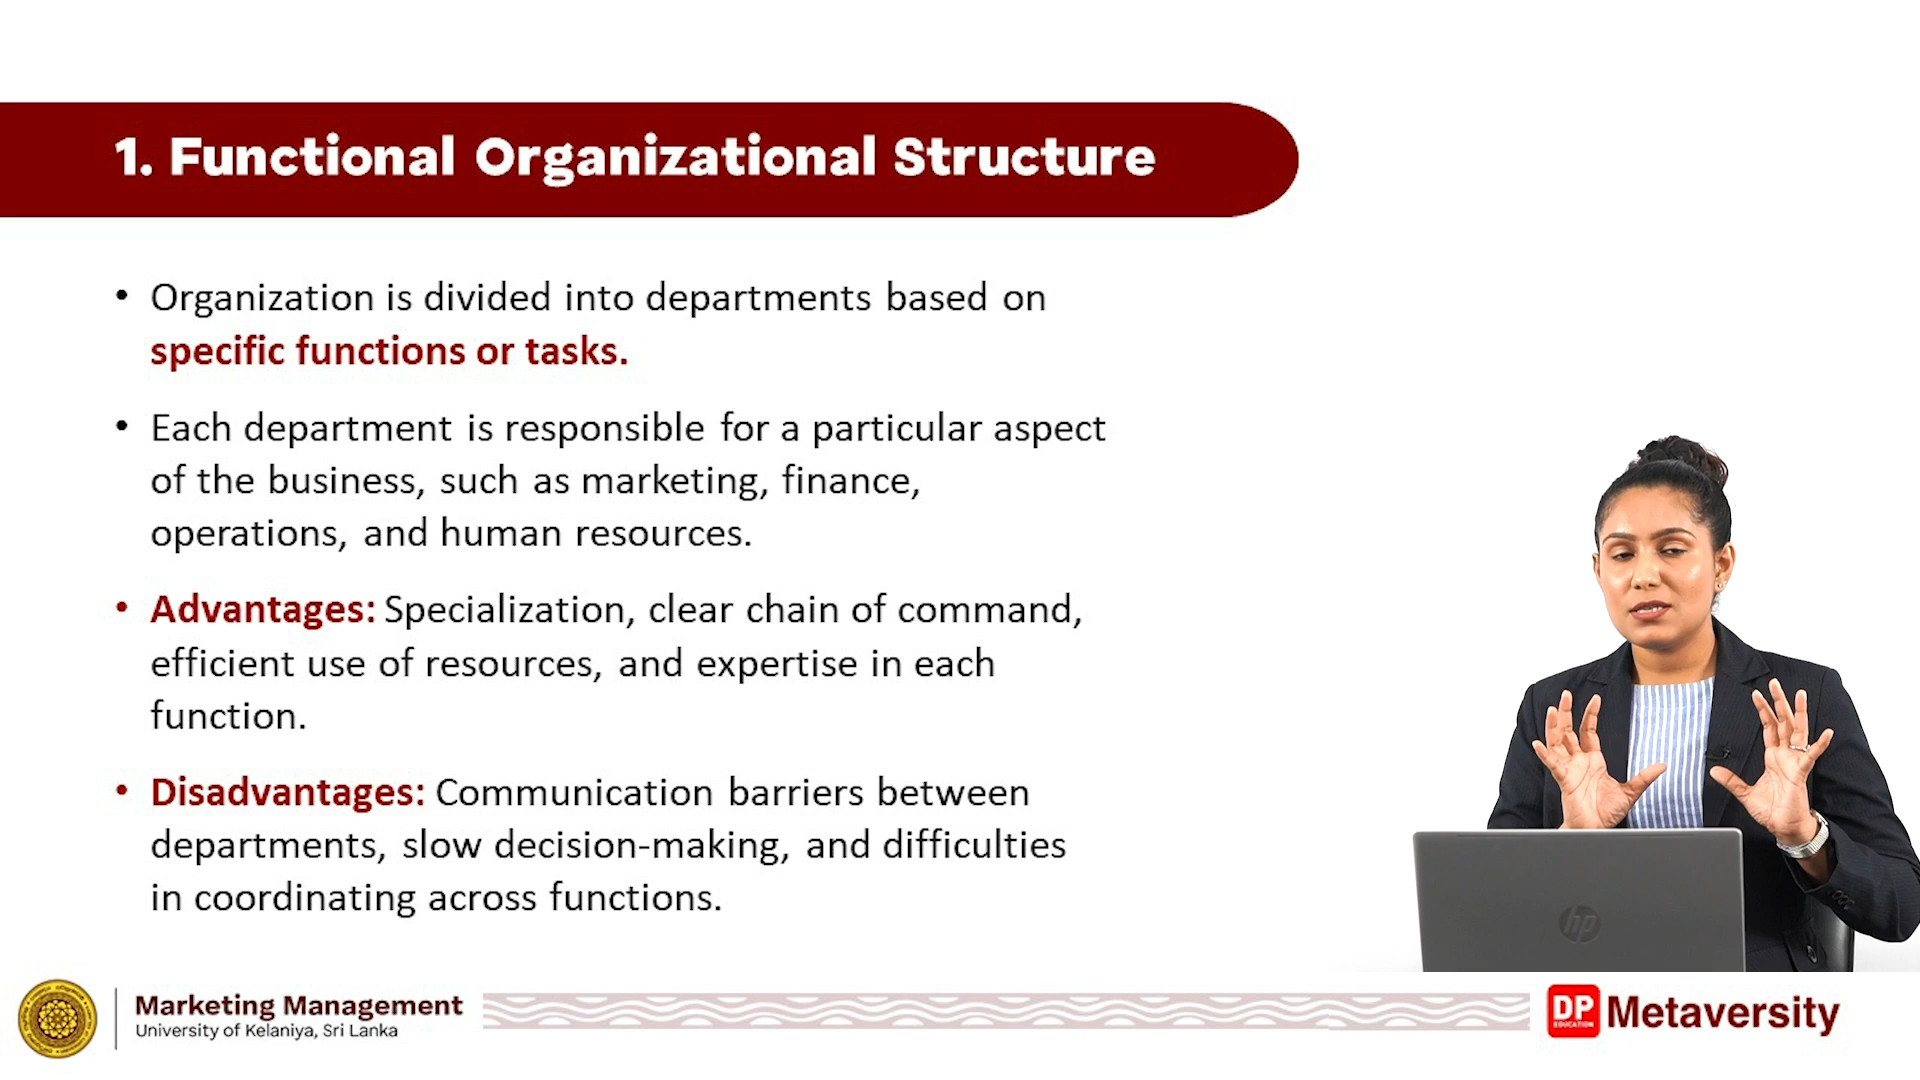 1. Functional Organizational Structure
• Organization is divided into departments based on
specific functions or tasks.
• Each department is responsible for a particular aspect
of the business, such as marketing, finance,
operations, and human resources.
• Advantages: Specialization, clear chain of command,
efficient use of resources, and expertise in each
function.
• Disadvantages: Communication barriers between
departments, slow decision-making, and difficulties
in coordinating across functions.
hp
Marketing Management
University of Kelaniya, Sri Lanka
DP
EDUCATION
Metaversity